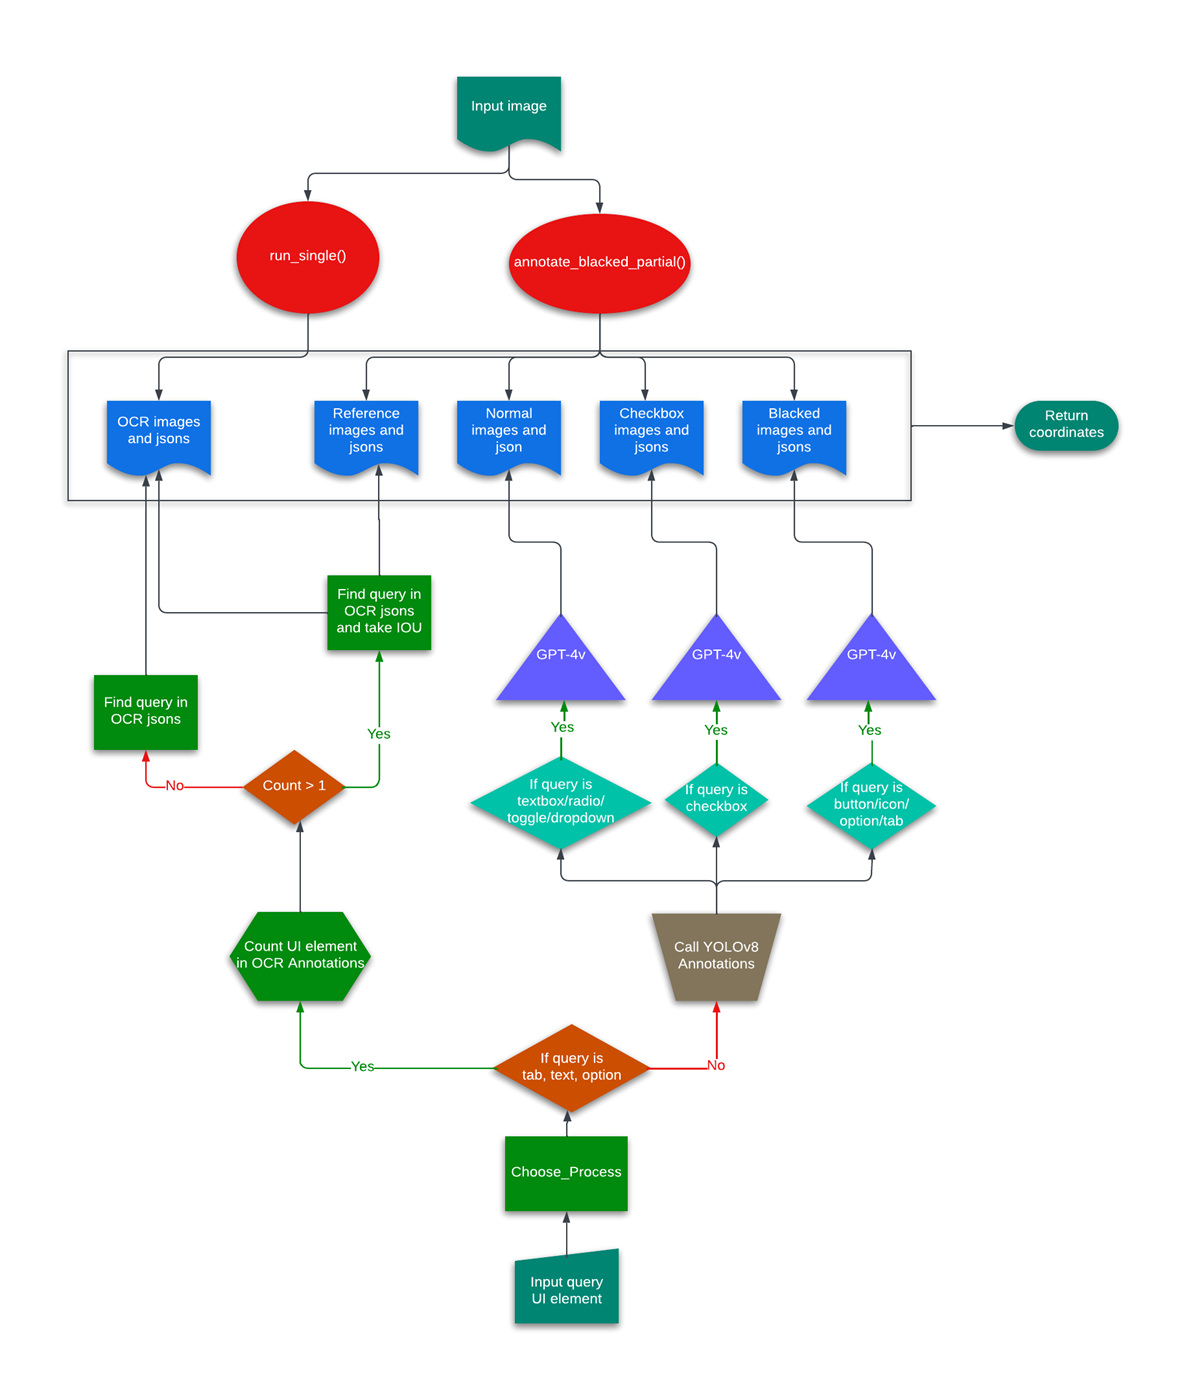 Input image
run_single()
annotate_blacked_partial()
OCR images
and jsons
Reference
images and
jsons
Normal
images and
json
Checkbox
images and
jsons
Blacked
images and
jsons
Return
coordinates
Find query in
OCR jsons
and take IOU
Find query in
OCR jsons
GPT-4v
GPT-4v
GPT-4v
Yes
Yes
Yes
Yes
No
Count > 1
If query is
textbox/radio/
toggle/dropdown
If query is
checkbox
If query is
button/icon/
option/tab
Count UI element
in OCR Annotations
Call YOLOv8
Annotations
Yes
If query is
tab, text, option
No
Choose_Process
Input query
UI element